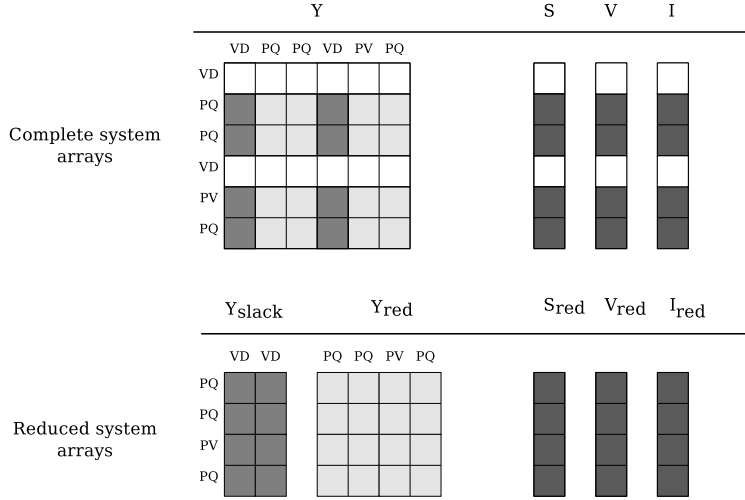 Y S V I
VD PQ PQ VD PV PQ
VD
PQ
Complete system
arrays
PQ
VD
PV
PQ
Yslack Yred Sred Vred Ired
VD VD PQ PQ PV PQ
PQ
PQ
Reduced system
arrays
PV
PQ